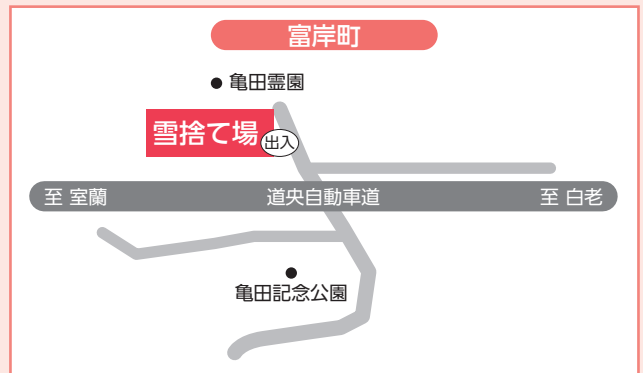 富岸町
亀田霊園
雪捨て場
出入
至 室蘭
道央自動車道
至 白老
亀田記念公園